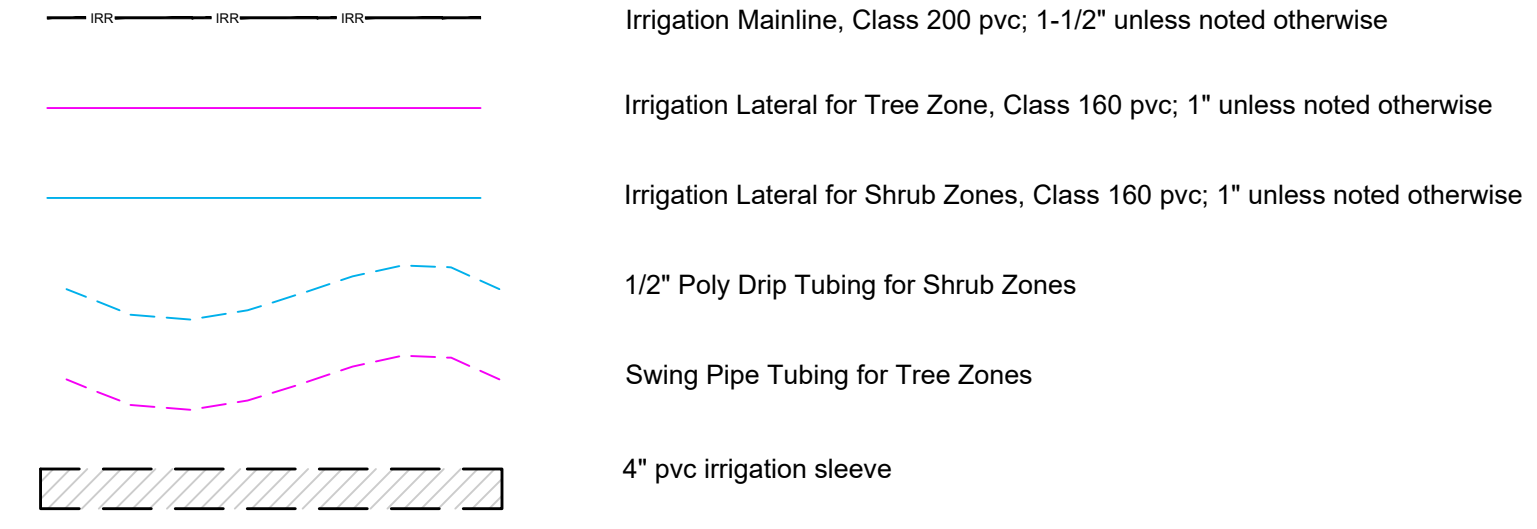 IRR IRR IRR Irrigation Mainline, Class 200 pvc; 1-1/2" unless noted otherwise
Irrigation Lateral for Tree Zone, Class 160 pvc; 1" unless noted otherwise
Irrigation Lateral for Shrub Zones, Class 160 pvc; 1" unless noted otherwise
1/2" Poly Drip Tubing for Shrub Zones
Swing Pipe Tubing for Tree Zones
4" pvc irrigation sleeve